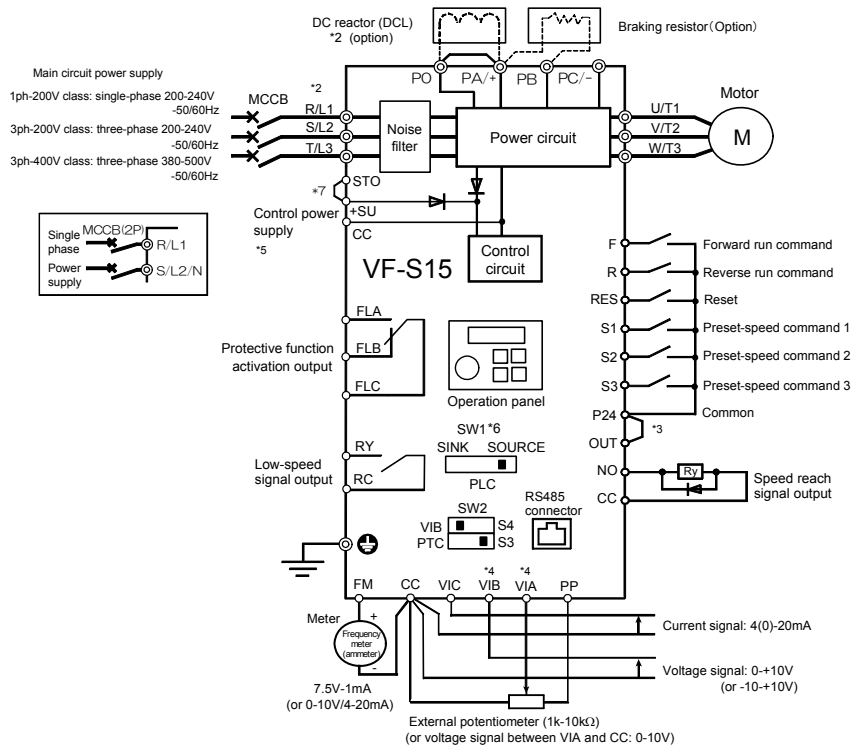 DC reactor (DCL)
*2 (option)
Braking resistor(Option)
PO PA/+ PB PC/-
Main circuit power supply
1ph-200V class: single-phase 200-240V
-50/60Hz
3ph-200V class: three-phase 200-240V
-50/60Hz
3ph-400V class: three-phase 380-500V
-50/60Hz
MCCB
*2
R/L1
S/L2
T/L3
Noise
filter
Power circuit
U/T1
V/T2
W/T3
Motor
M
STO
*7
+SU
Control power
supply
*5
CC
Control
circuit
VF-S15
Single
phase
Power
supply
MCCB(2P)
R/L1
S/L2/N
F Forward run command
R Reverse run command
RES Reset
S1 Preset-speed command 1
S2 Preset-speed command 2
S3 Preset-speed command 3
P24 Common
*3
OUT
NO
Ry
CC
Speed reach
signal output
FLA
FLB
FLC
Protective function
activation output
Operation panel
SW1*6
SINK SOURCE
PLC
RY
RC
Low-speed
signal output
SW2
VIB S4
PTC S3
RS485
connector
FM CC VIC VIB VIA PP
*4 *4
Meter
+
Frequency
meter
(ammeter)
-
7.5V-1mA
(or 0-10V/4-20mA)
Current signal: 4(0)-20mA
Voltage signal: 0-+10V
(or -10-+10V)
External potentiometer (1k-10kΩ)
(or voltage signal between VIA and CC: 0-10V)